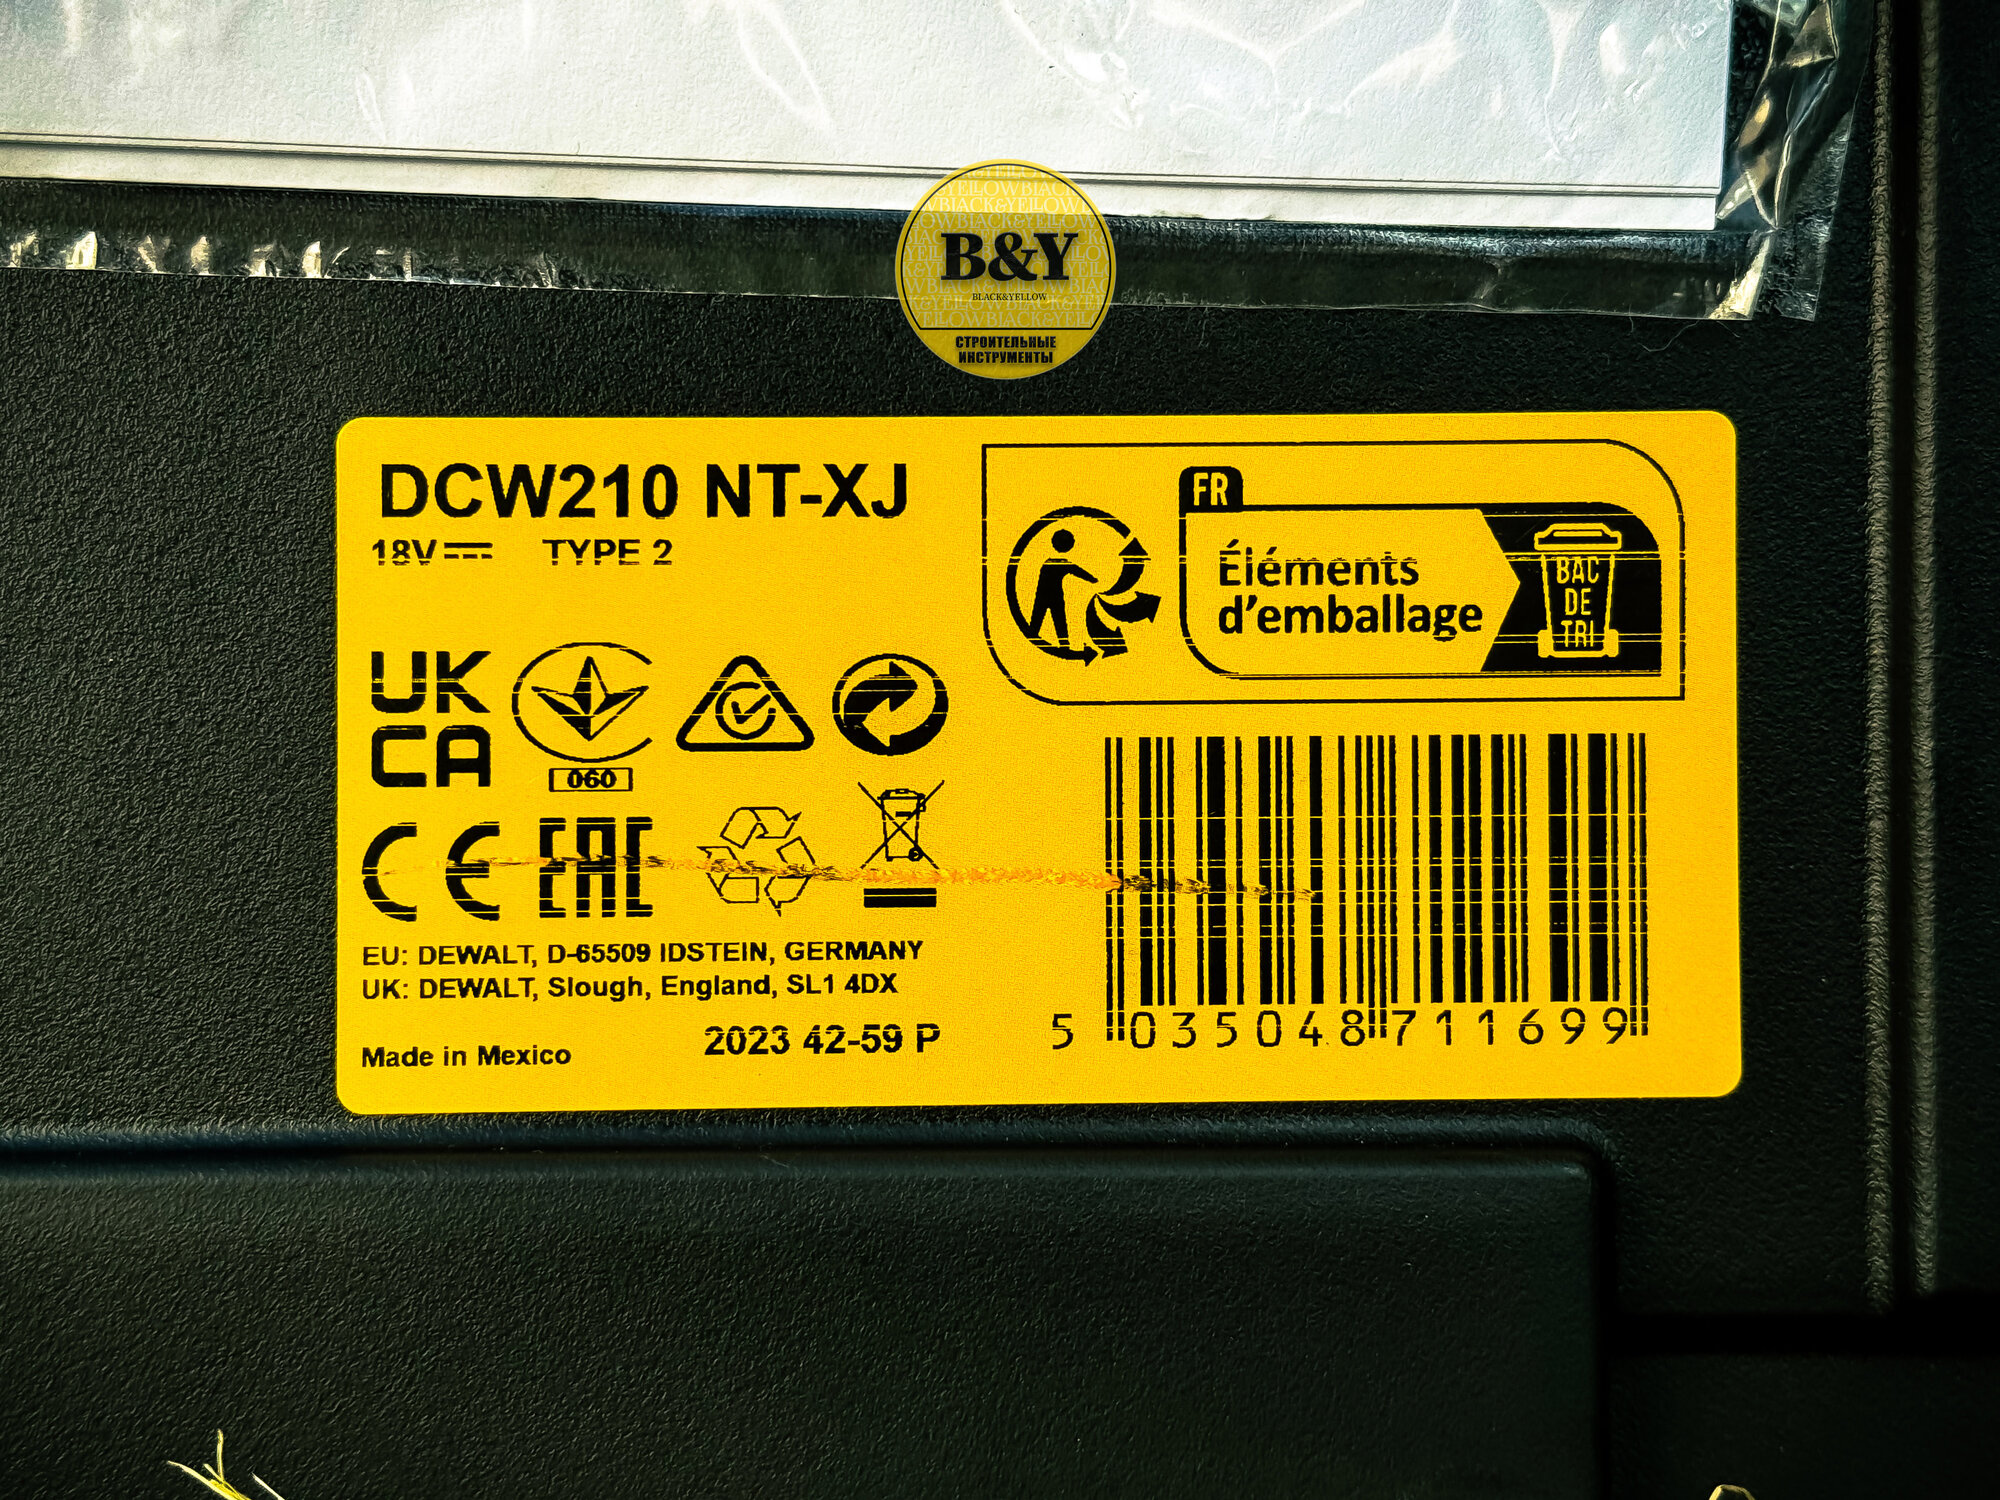 B&Y
BLACK&YELLOW
СТРОИТЕЛЬНЫЕ
ИНСТРУМЕНТЫ
DCW210 NT-XJ
18V TYPE 2
FR
Éléments
d'emballage
BAC
DE
TRI
UK
CA
060
CE EAC
EU: DEWALT, D-65509 IDSTEIN, GERMANY
UK: DEWALT, Slough, England, SL1 4DX
Made in Mexico
2023 42-59 P
5 035048 711699